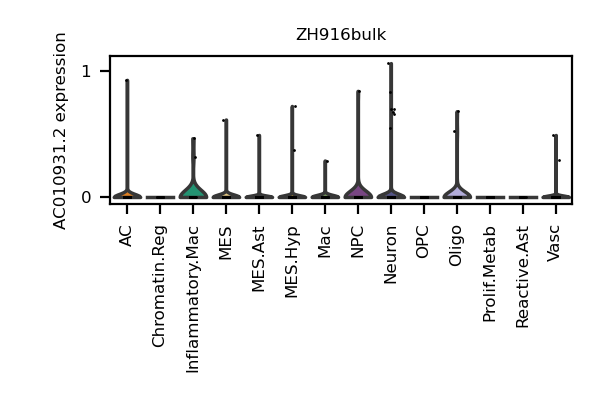 ZH916bulk
AC010931.2 expression
1
0
AC
Chromatin.Reg
Inflammatory.Mac
MES
MES.Ast
MES.Hyp
Mac
NPC
Neuron
OPC
Oligo
Prolif.Metab
Reactive.Ast
Vasc